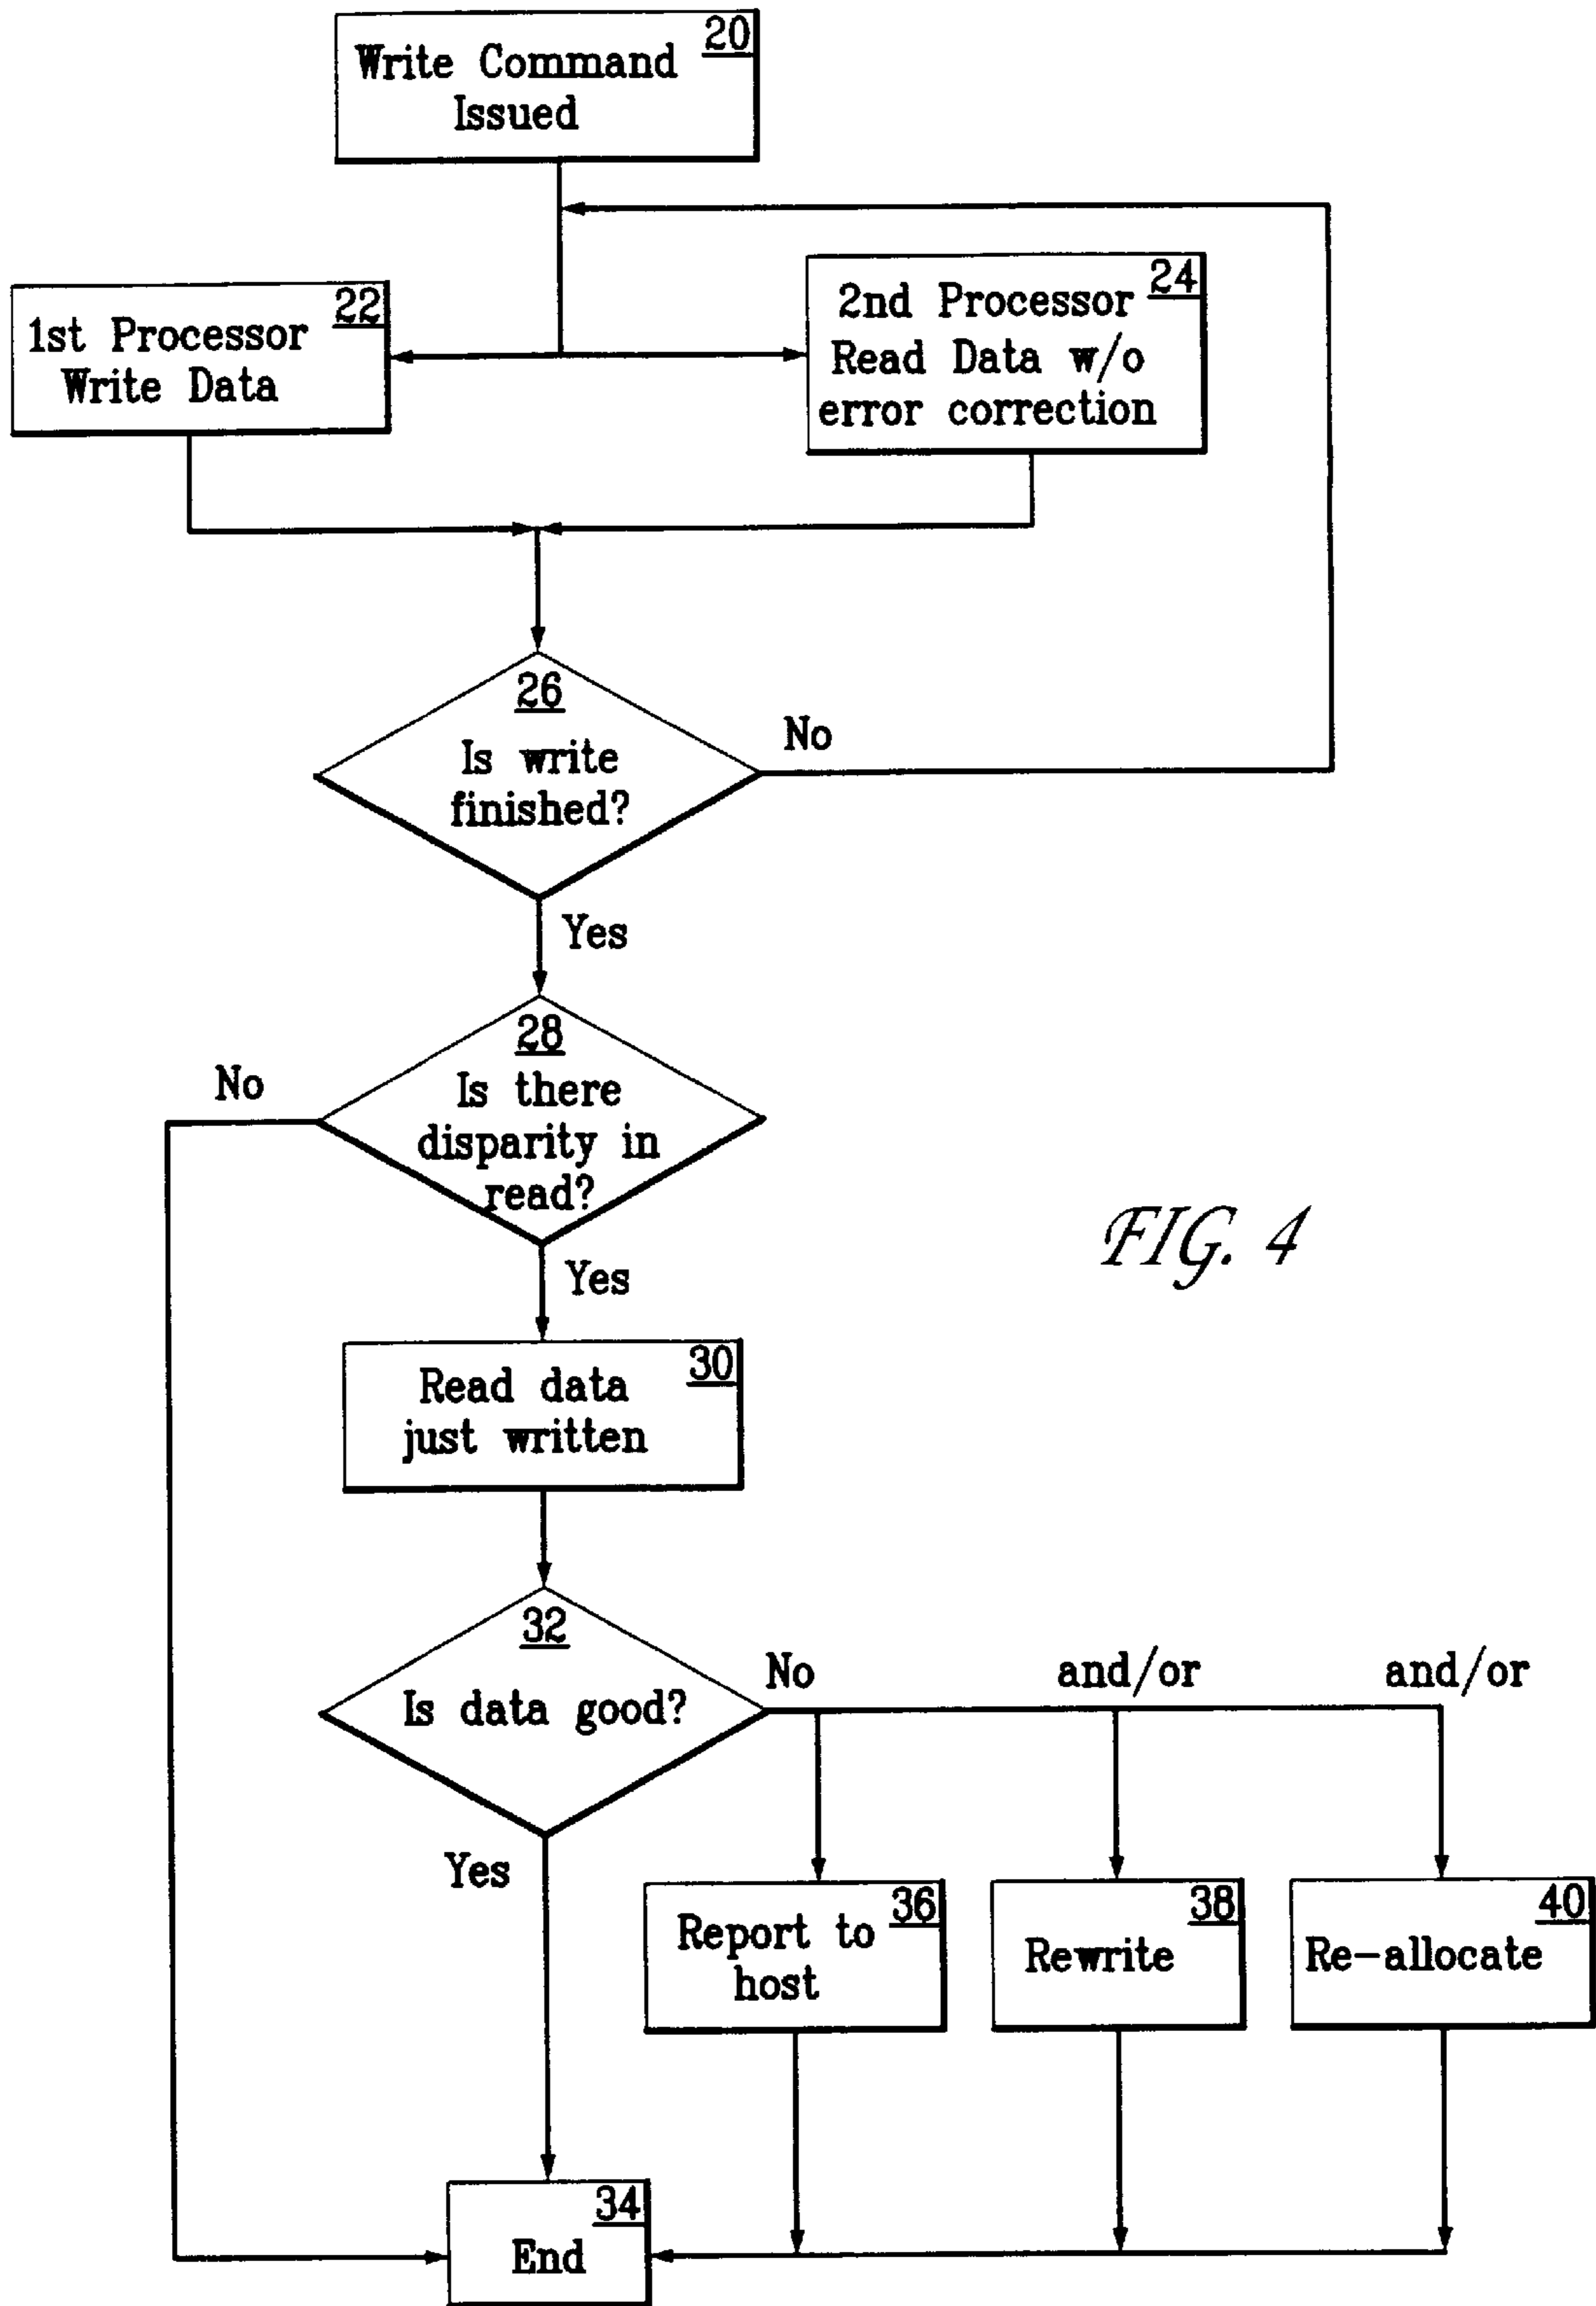 20
Write Command
Issued
22
1st Processor
Write Data
24
2nd Processor
Read Data w/o
error correction
26
Is write
finished?
No
Yes
28
Is there
disparity in
read?
No
Yes
FIG. 4
30
Read data
just written
32
Is data good?
No
and/or
and/or
Yes
36
Report to
host
38
Rewrite
40
Re-allocate
34
End